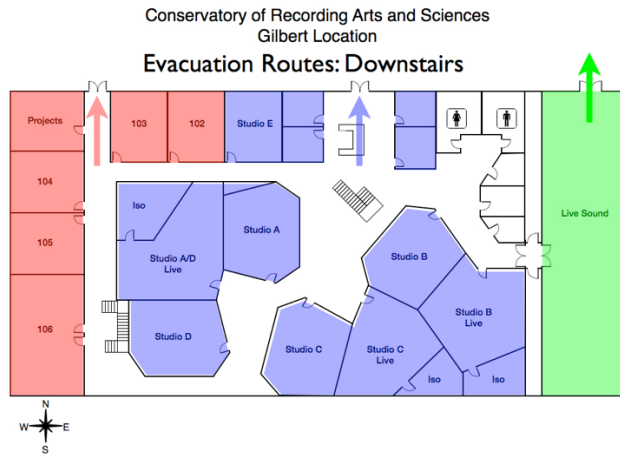 Conservatory of Recording Arts and Sciences
Gilbert Location
Evacuation Routes: Downstairs
Projects
103
102
Studio E
104
Iso
Studio A
Live Sound
105
Studio A/D
Live
Studio B
Studio B
Live
106
Studio D
Studio C
Studio C
Live
Iso
Iso
N
W
E
S